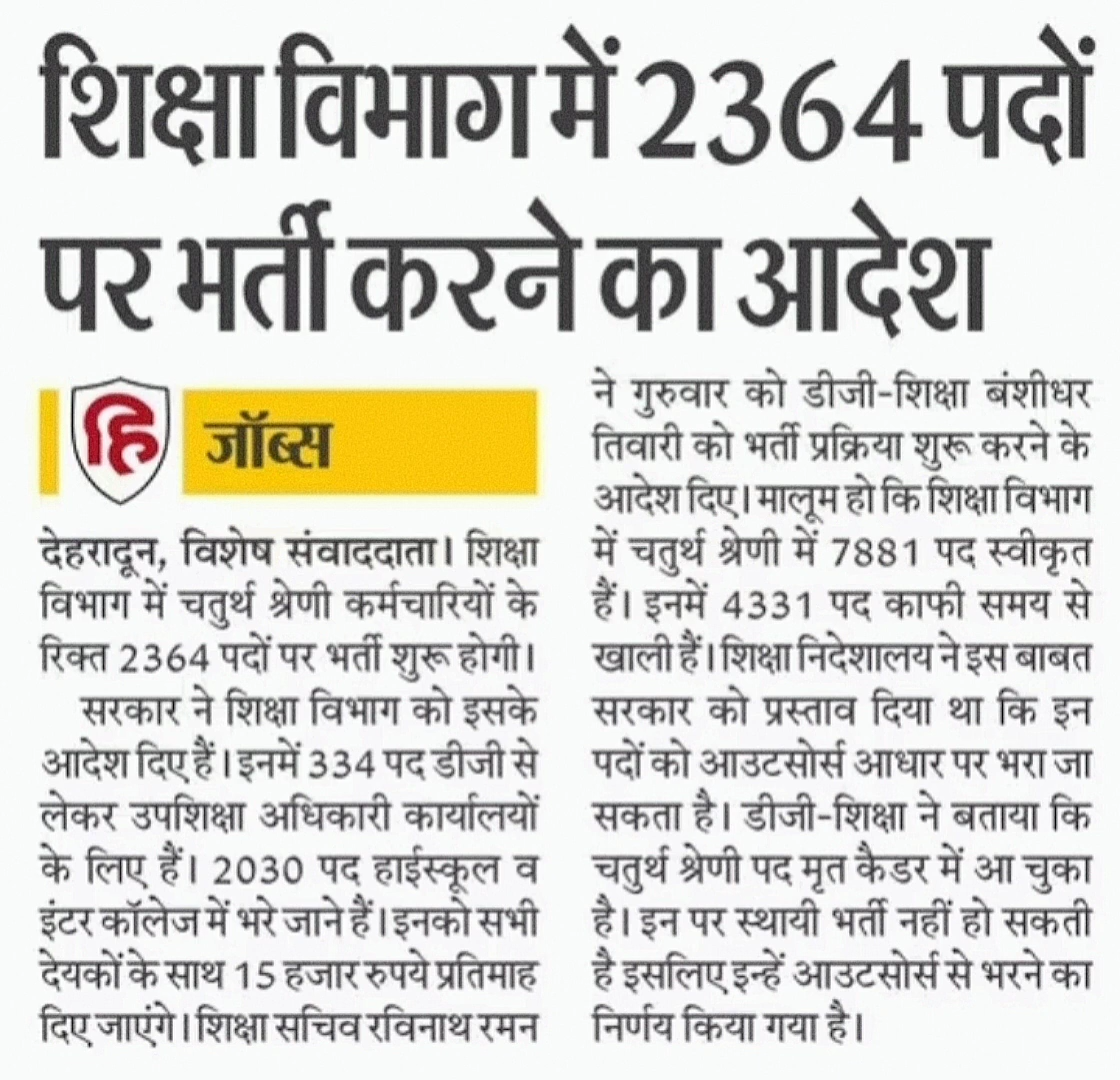 शिक्षा विभाग में 2364 पदों
पर भर्ती करने का आदेश
हि
जॉब्स
देहरादून, विशेष संवाददाता। शिक्षा
विभाग में चतुर्थ श्रेणी कर्मचारियों के
रिक्त 2364 पदों पर भर्ती शुरू होगी।
सरकार ने शिक्षा विभाग को इसके
आदेश दिए हैं। इनमें 334 पद डीजी से
लेकर उपशिक्षा अधिकारी कार्यालयों
के लिए हैं। 2030 पद हाईस्कूल व
इंटर कॉलेज में भरे जाने हैं। इनको सभी
देयकों के साथ 15 हजार रुपये प्रतिमाह
दिए जाएंगे। शिक्षा सचिव रविनाथ रमन
ने गुरुवार को डीजी-शिक्षा बंशीधर
तिवारी को भर्ती प्रक्रिया शुरू करने के
आदेश दिए। मालूम हो कि शिक्षा विभाग
में चतुर्थ श्रेणी में 7881 पद स्वीकृत
हैं। इनमें 4331 पद काफी समय से
खाली हैं। शिक्षा निदेशालय ने इस बाबत
सरकार को प्रस्ताव दिया था कि इन
पदों को आउटसोर्स आधार पर भरा जा
सकता है। डीजी-शिक्षा ने बताया कि
चतुर्थ श्रेणी पद मृत कैडर में आ चुका
है। इन पर स्थायी भर्ती नहीं हो सकती
है इसलिए इन्हें आउटसोर्स से भरने का
निर्णय किया गया है।